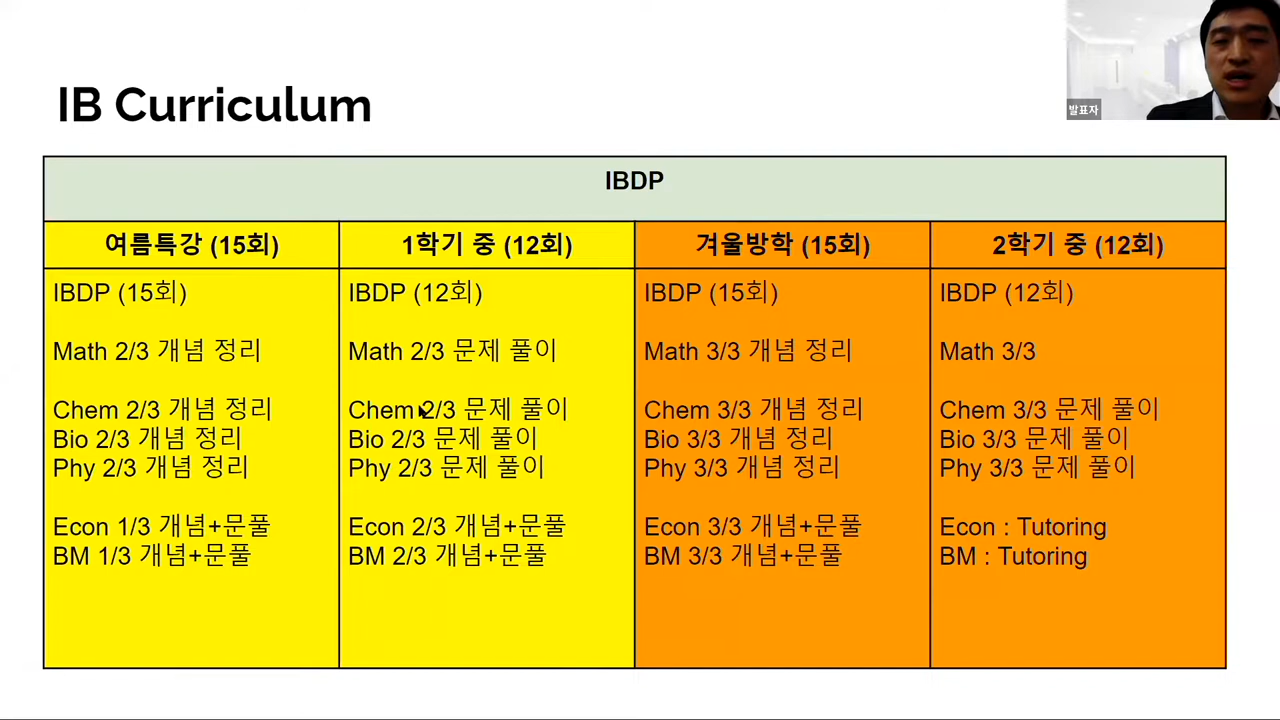 IB Curriculum
발표자
IBDP
여름특강 (15회)
1학기 중 (12회)
겨울방학 (15회)
2학기 중 (12회)
IBDP (15회)
Math 2/3 개념 정리
Chem 2/3 개념 정리
Bio 2/3 개념 정리
Phy 2/3 개념 정리
Econ 1/3 개념+문풀
BM 1/3 개념+문풀
IBDP (12회)
Math 2/3 문제 풀이
Chem 2/3 문제 풀이
Bio 2/3 문제 풀이
Phy 2/3 문제 풀이
Econ 2/3 개념+문풀
BM 2/3 개념+문풀
IBDP (15회)
Math 3/3 개념 정리
Chem 3/3 개념 정리
Bio 3/3 개념 정리
Phy 3/3 개념 정리
Econ 3/3 개념+문풀
BM 3/3 개념+문풀
IBDP (12회)
Math 3/3
Chem 3/3 문제 풀이
Bio 3/3 문제 풀이
Phy 3/3 문제 풀이
Econ : Tutoring
BM : Tutoring